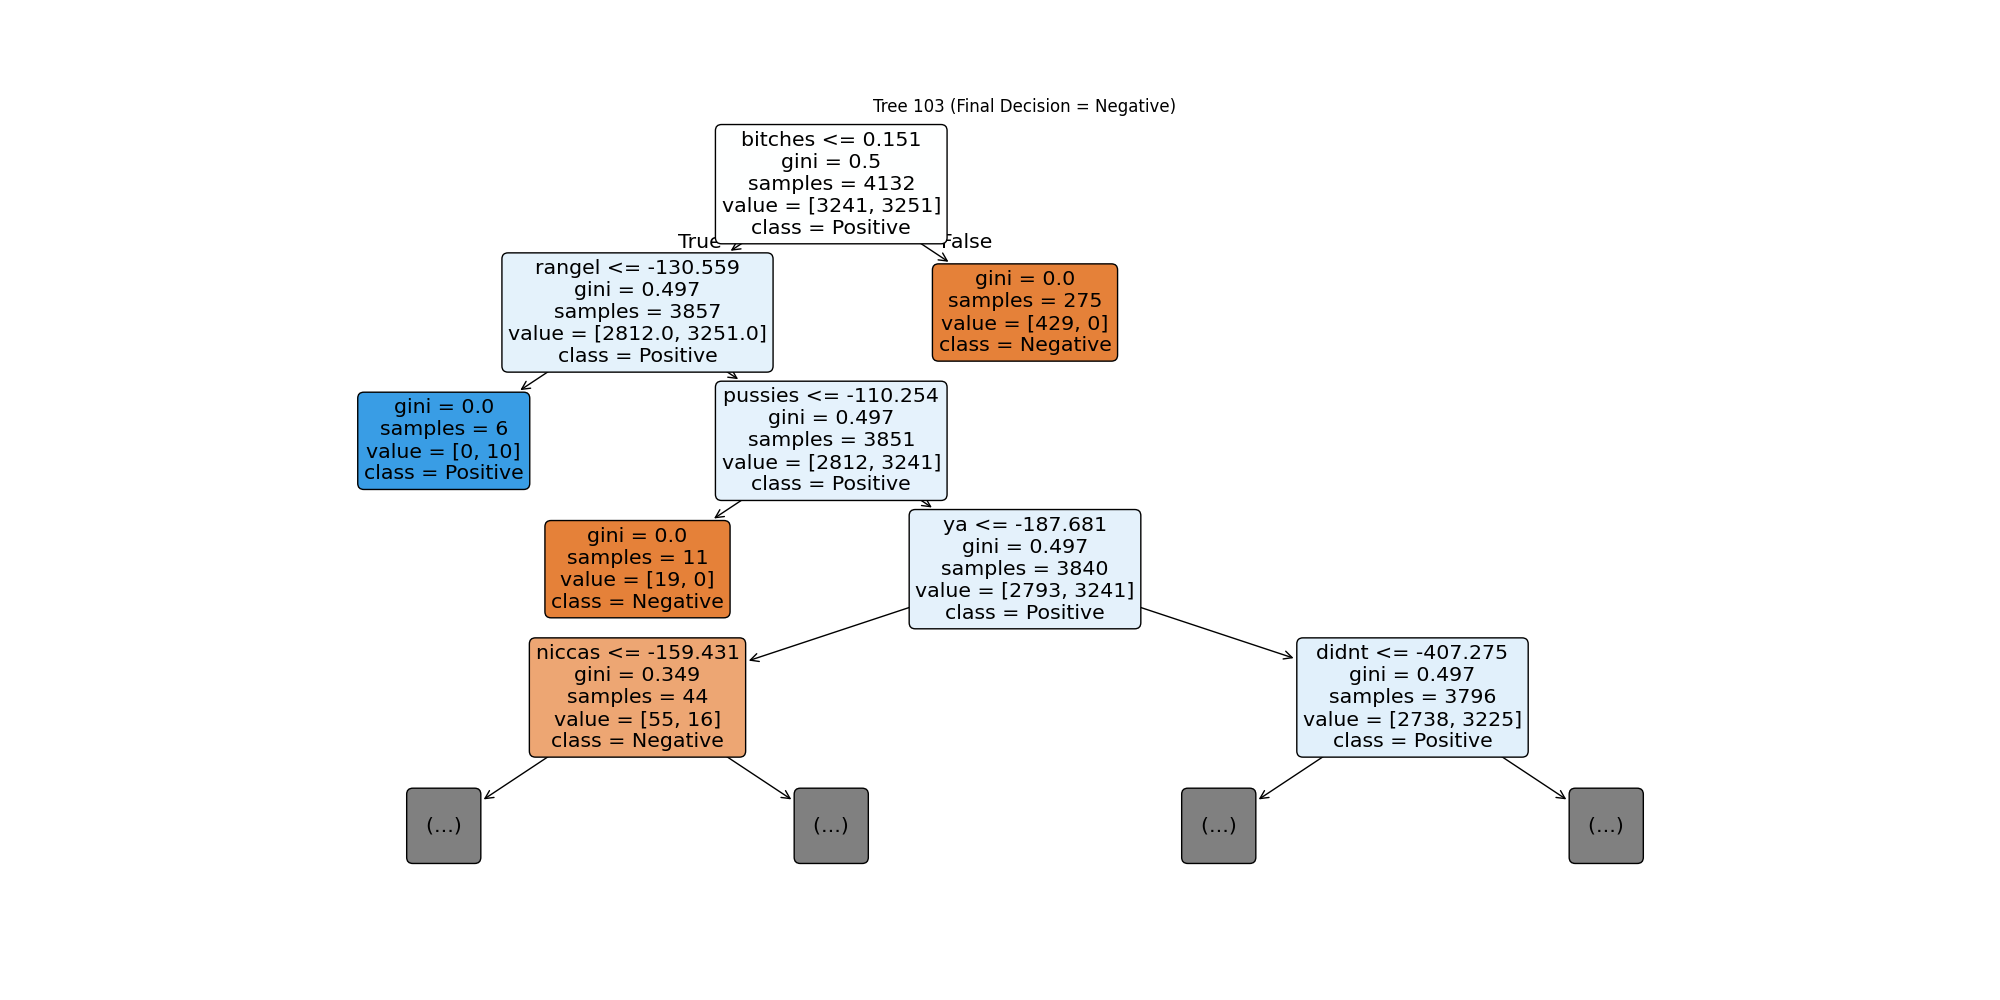 Tree 103 (Final Decision = Negative)
bitches <= 0.151
gini = 0.5
samples = 4132
value = [3241, 3251]
class = Positive
True
False
rangel <= -130.559
gini = 0.497
samples = 3857
value = [2812.0, 3251.0]
class = Positive
gini = 0.0
samples = 275
value = [429, 0]
class = Negative
gini = 0.0
samples = 6
value = [0, 10]
class = Positive
pussies <= -110.254
gini = 0.497
samples = 3851
value = [2812, 3241]
class = Positive
gini = 0.0
samples = 11
value = [19, 0]
class = Negative
ya <= -187.681
gini = 0.497
samples = 3840
value = [2793, 3241]
class = Positive
niccas <= -159.431
gini = 0.349
samples = 44
value = [55, 16]
class = Negative
didnt <= -407.275
gini = 0.497
samples = 3796
value = [2738, 3225]
class = Positive
(...)
(...)
(...)
(...)